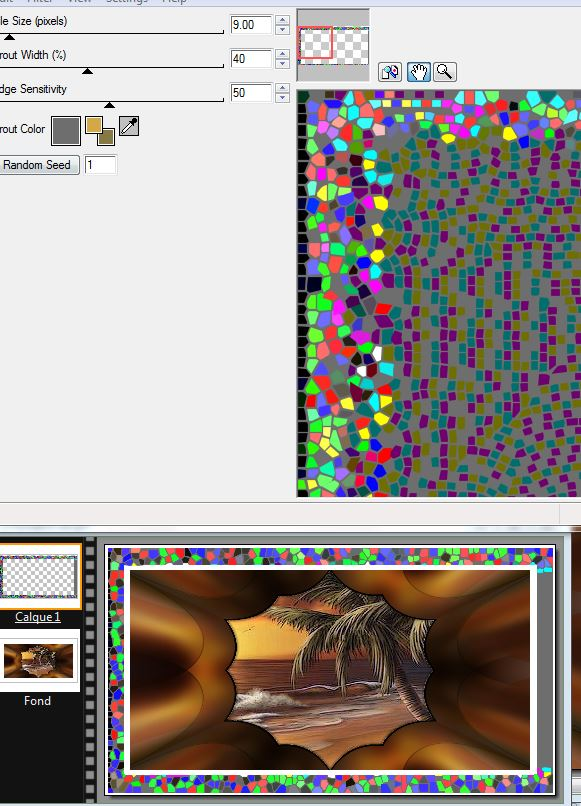 Filter View Settings Help
le Size (pixels) 9.00
rout Width (%) 40
dge Sensitivity 50
rout Color
Random Seed 1
Calque 1
Fond